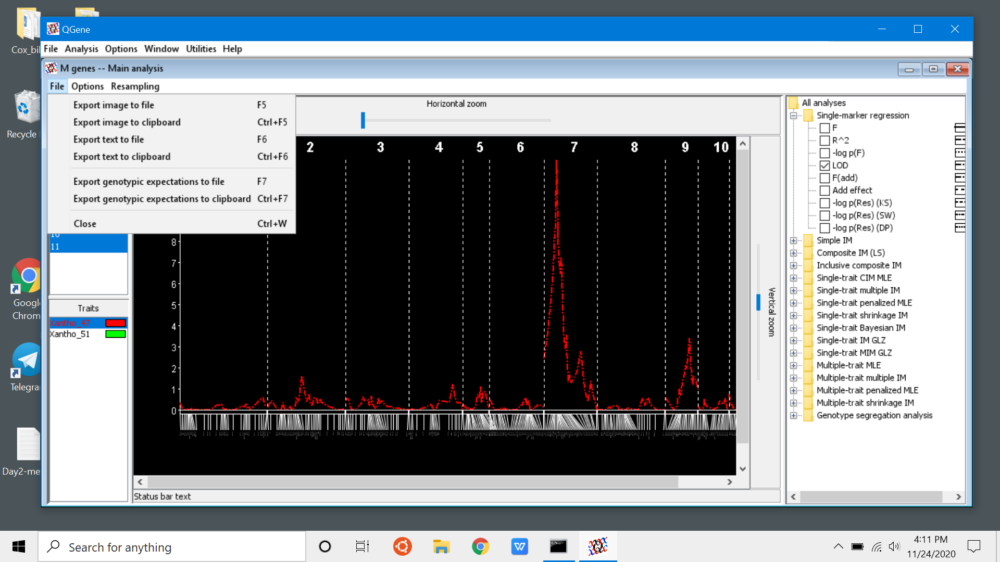 Cox_bil
Recycle
Google
Chrom
Telegra
Day2-me
QGene
File Analysis Options Window Utilities Help
M genes -- Main analysis
File Options Resampling
Export image to file F5
Export image to clipboard Ctrl+F5
Export text to file F6
Export text to clipboard Ctrl+F6
Export genotypic expectations to file F7
Export genotypic expectations to clipboard Ctrl+F7
Close Ctrl+W
10
11
Traits
Xantho_47
Xantho_51
Horizontal zoom
2 3 4 5 6 7 8 9 10
8
7
6
5
4
3
2
1
0
Vertical zoom
Status bar text
All analyses
Single-marker regression
F
R^2
-log p(F)
LOD
F(add)
Add effect
-log p(Res) (KS)
-log p(Res) (SW)
-log p(Res) (DP)
Simple IM
Composite IM (LS)
Inclusive composite IM
Single-trait CIM MLE
Single-trait multiple IM
Single-trait penalized MLE
Single-trait shrinkage IM
Single-trait Bayesian IM
Single-trait IM GLZ
Single-trait MIM GLZ
Multiple-trait MLE
Multiple-trait multiple IM
Multiple-trait penalized MLE
Multiple-trait shrinkage IM
Genotype segregation analysis
Search for anything
4:11 PM
11/24/2020